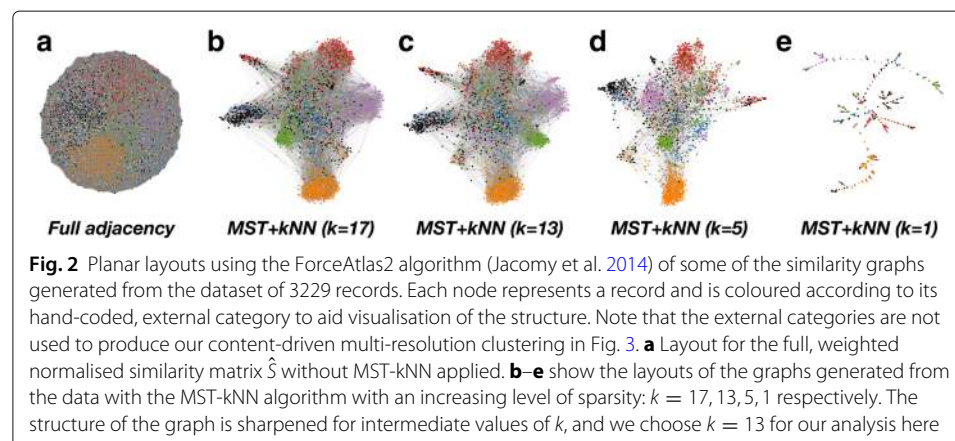 a b c d e
Full adjacency MST+kNN (k=17) MST+kNN (k=13) MST+kNN (k=5) MST+kNN (k=1)
Fig. 2 Planar layouts using the ForceAtlas2 algorithm (Jacomy et al. 2014) of some of the similarity graphs
generated from the dataset of 3229 records. Each node represents a record and is coloured according to its
hand-coded, external category to aid visualisation of the structure. Note that the external categories are not
used to produce our content-driven multi-resolution clustering in Fig. 3. a Layout for the full, weighted
normalised similarity matrix Ŝ without MST-kNN applied. b–e show the layouts of the graphs generated from
the data with the MST-kNN algorithm with an increasing level of sparsity: k = 17, 13, 5, 1 respectively. The
structure of the graph is sharpened for intermediate values of k, and we choose k = 13 for our analysis here